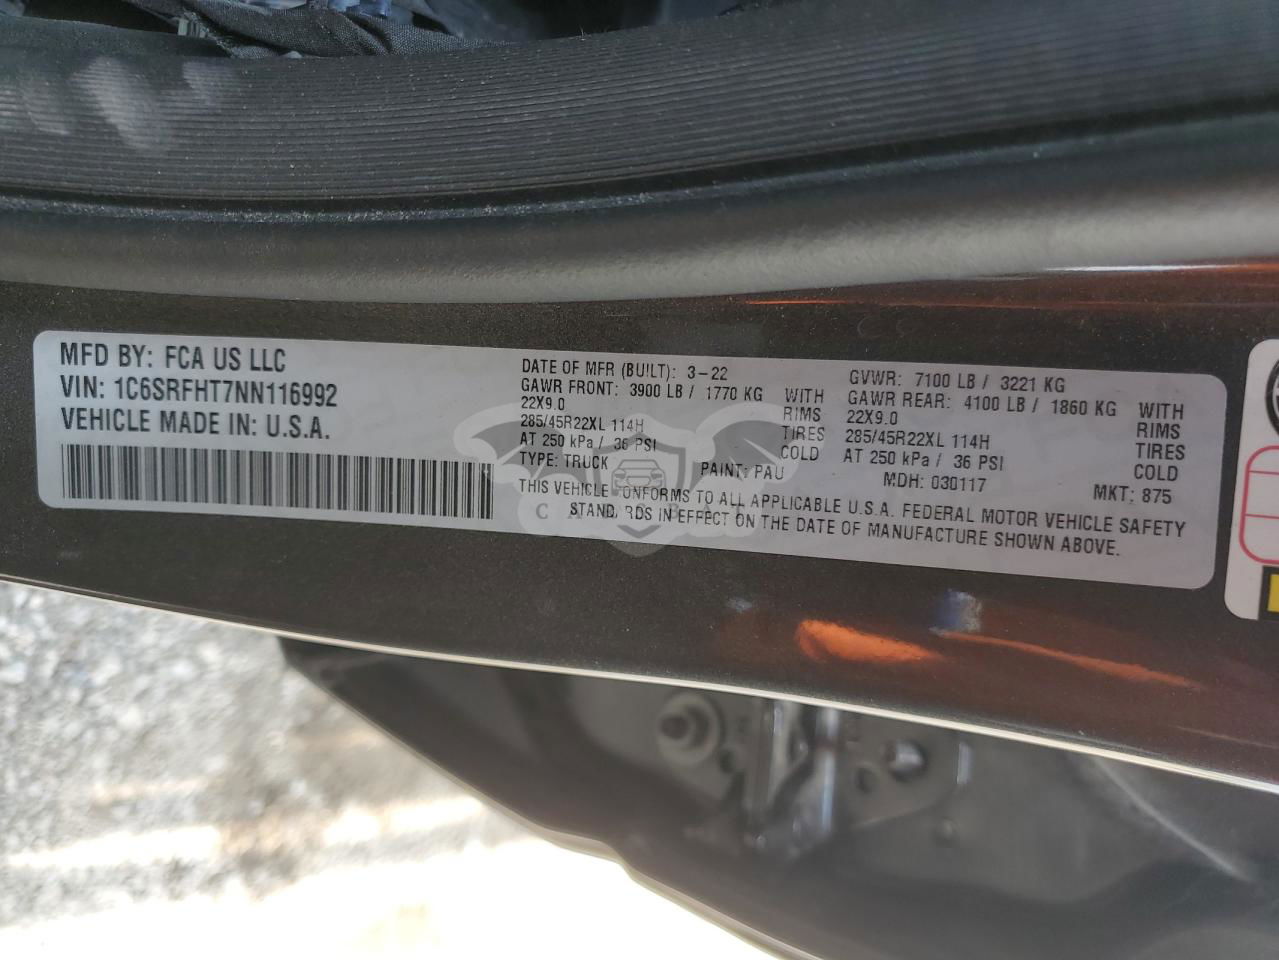 MFD BY: FCA US LLC
VIN: 1C6SRFHT7NN116992
VEHICLE MADE IN: U.S.A.
DATE OF MFR (BUILT): 3-22
GAWR FRONT: 3900 LB / 1770 KG WITH
22X9.0 RIMS
285/45R22XL 114H TIRES
AT 250 kPa / 36 PSI COLD
TYPE: TRUCK PAINT: PAU
GVWR: 7100 LB / 3221 KG
GAWR REAR: 4100 LB / 1860 KG WITH
22X9.0 RIMS
285/45R22XL 114H TIRES
AT 250 kPa / 36 PSI COLD
MDH: 030117 MKT: 875
THIS VEHICLE CONFORMS TO ALL APPLICABLE U.S.A. FEDERAL MOTOR VEHICLE SAFETY
STANDARDS IN EFFECT ON THE DATE OF MANUFACTURE SHOWN ABOVE.